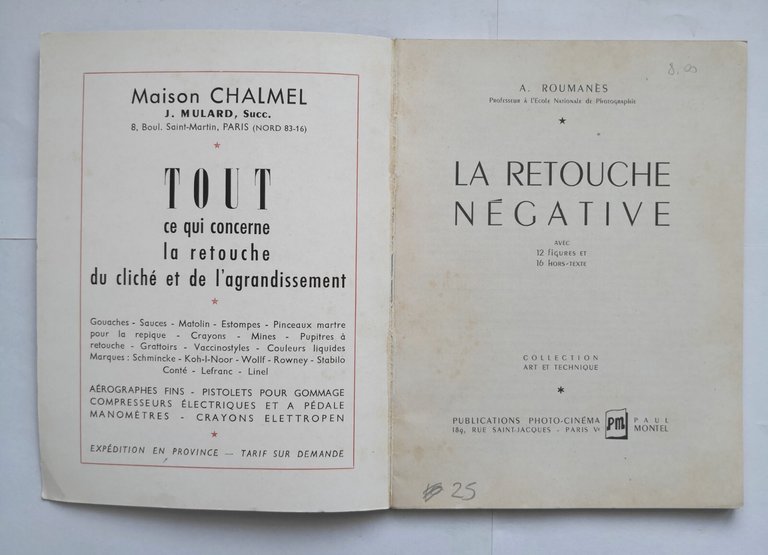 Maison CHALMEL
J. MULARD, Succ.
8, Boul. Saint-Martin, PARIS (NORD 83-16)
TOUT
ce qui concerne
la retouche
du cliché et de l'agrandissement
Gouaches - Sauces - Matolin - Estompes - Pinceaux martre
pour la repique - Crayons - Mines - Pupitres à
retouche - Grattoirs - Vaccinostyles - Couleurs liquides
Marques : Schmincke - Koh-I-Noor - Wolff - Rowney - Stabilo
Conté - Lefranc - Linel
AÉROGRAPHES FINS - PISTOLETS POUR GOMMAGE
COMPRESSEURS ÉLECTRIQUES ET A PÉDALE
MANOMÈTRES - CRAYONS ELETTROPEN
EXPÉDITION EN PROVINCE — TARIF SUR DEMANDE
A. ROUMANÈS
Professeur à l'Ecole Nationale de Photographie
LA RETOUCHE
NÉGATIVE
AVEC
12 FIGURES ET
16 HORS-TEXTE
COLLECTION
ART ET TECHNIQUE
PUBLICATIONS PHOTO-CINÉMA PAUL
189, RUE SAINT-JACQUES - PARIS Vᵉ pm MONTEL
25